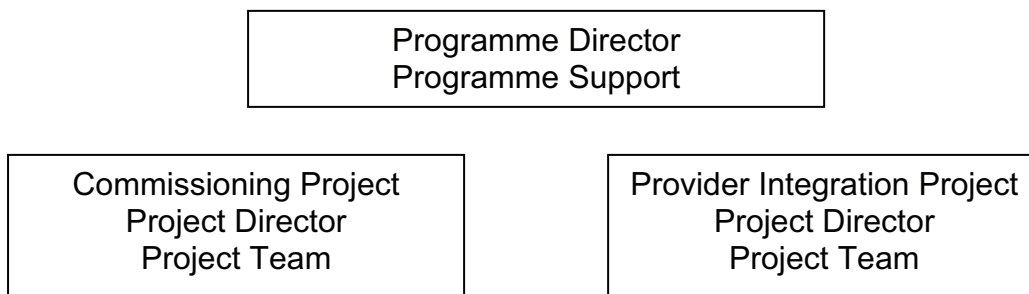 Programme Director
Programme Support
Commissioning Project
Project Director
Project Team
Provider Integration Project
Project Director
Project Team